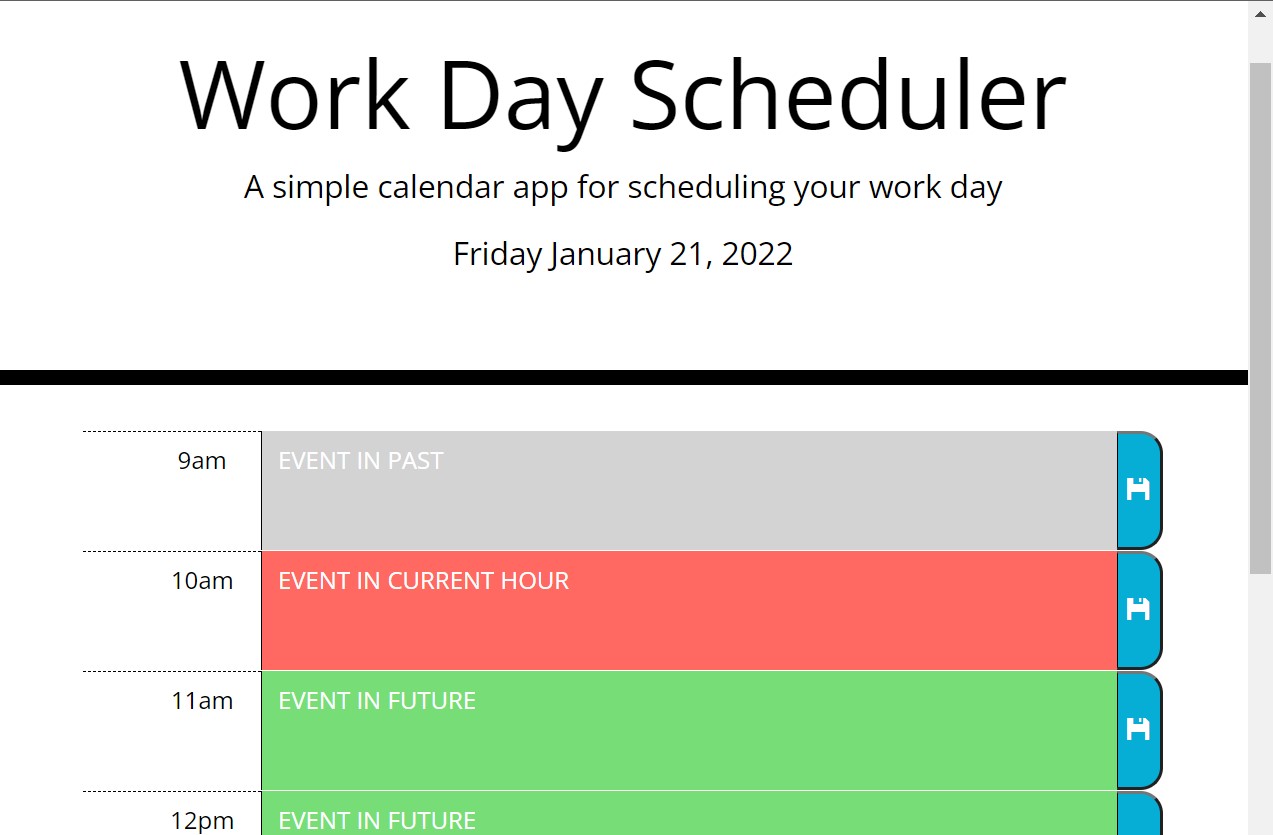 Work Day Scheduler
A simple calendar app for scheduling your work day
Friday January 21, 2022
9am EVENT IN PAST
10am EVENT IN CURRENT HOUR
11am EVENT IN FUTURE
12pm EVENT IN FUTURE